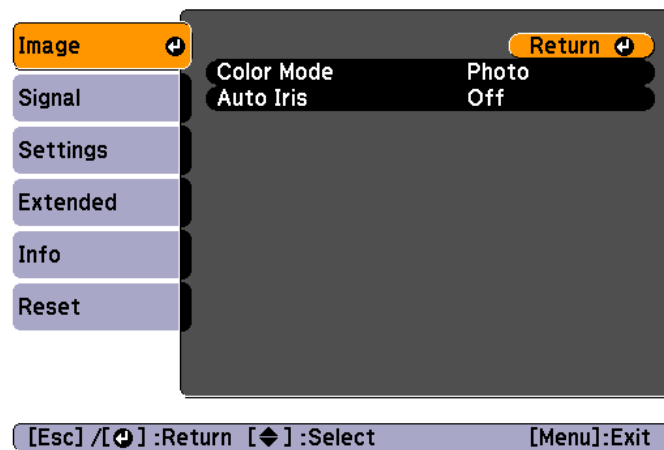 Image
Return
Color Mode Photo
Signal
Auto Iris Off
Settings
Extended
Info
Reset
[Esc] /[ ] :Return [ ] :Select [Menu]:Exit